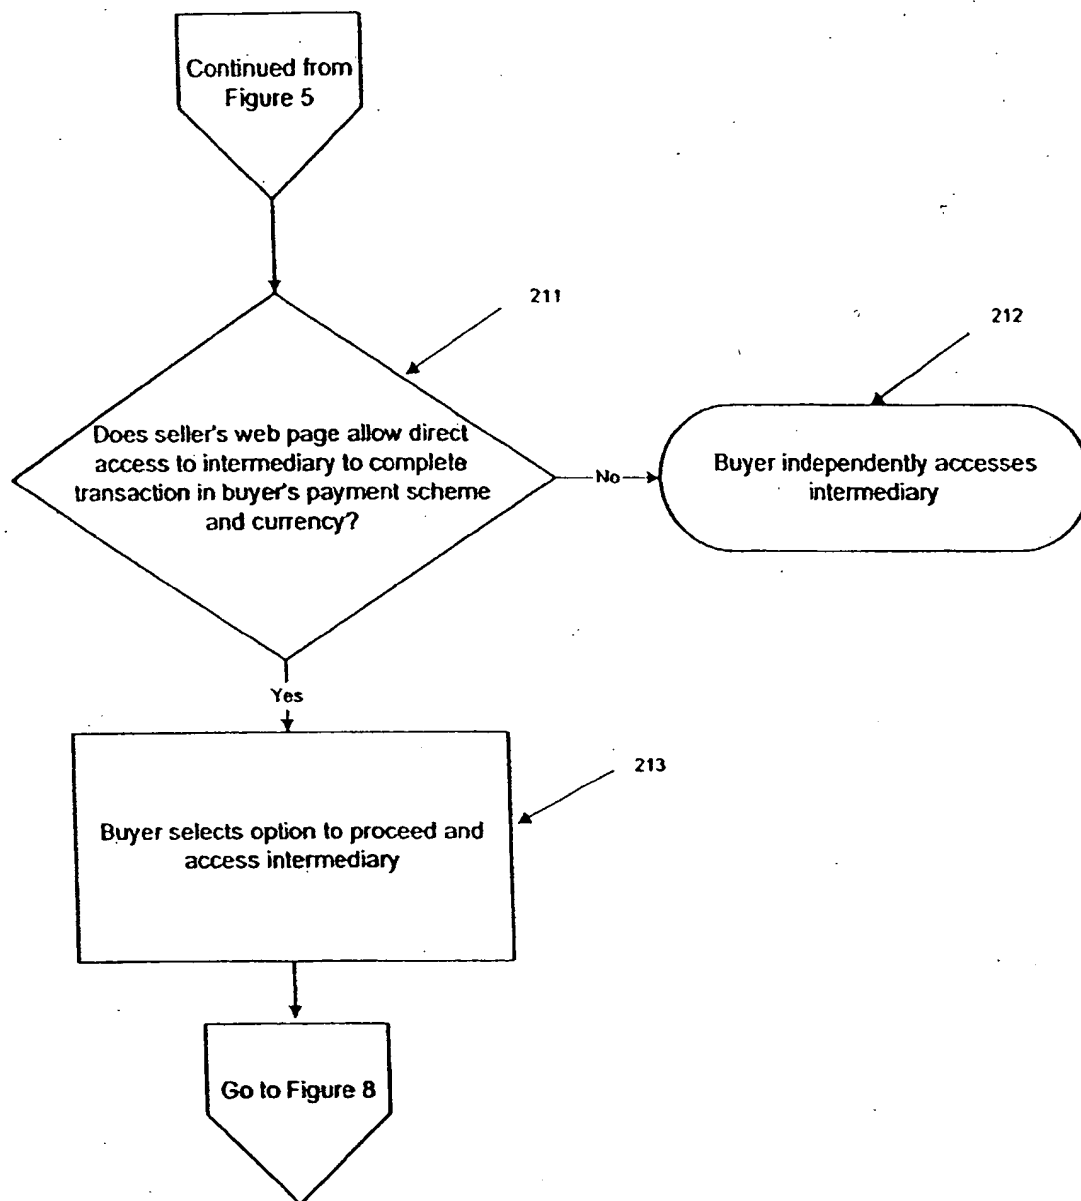 Continued from
Figure 5
211
212
Does seller's web page allow direct
access to intermediary to complete
transaction in buyer's payment scheme
and currency?
No
Buyer independently accesses
intermediary
Yes
213
Buyer selects option to proceed and
access intermediary
Go to Figure 8